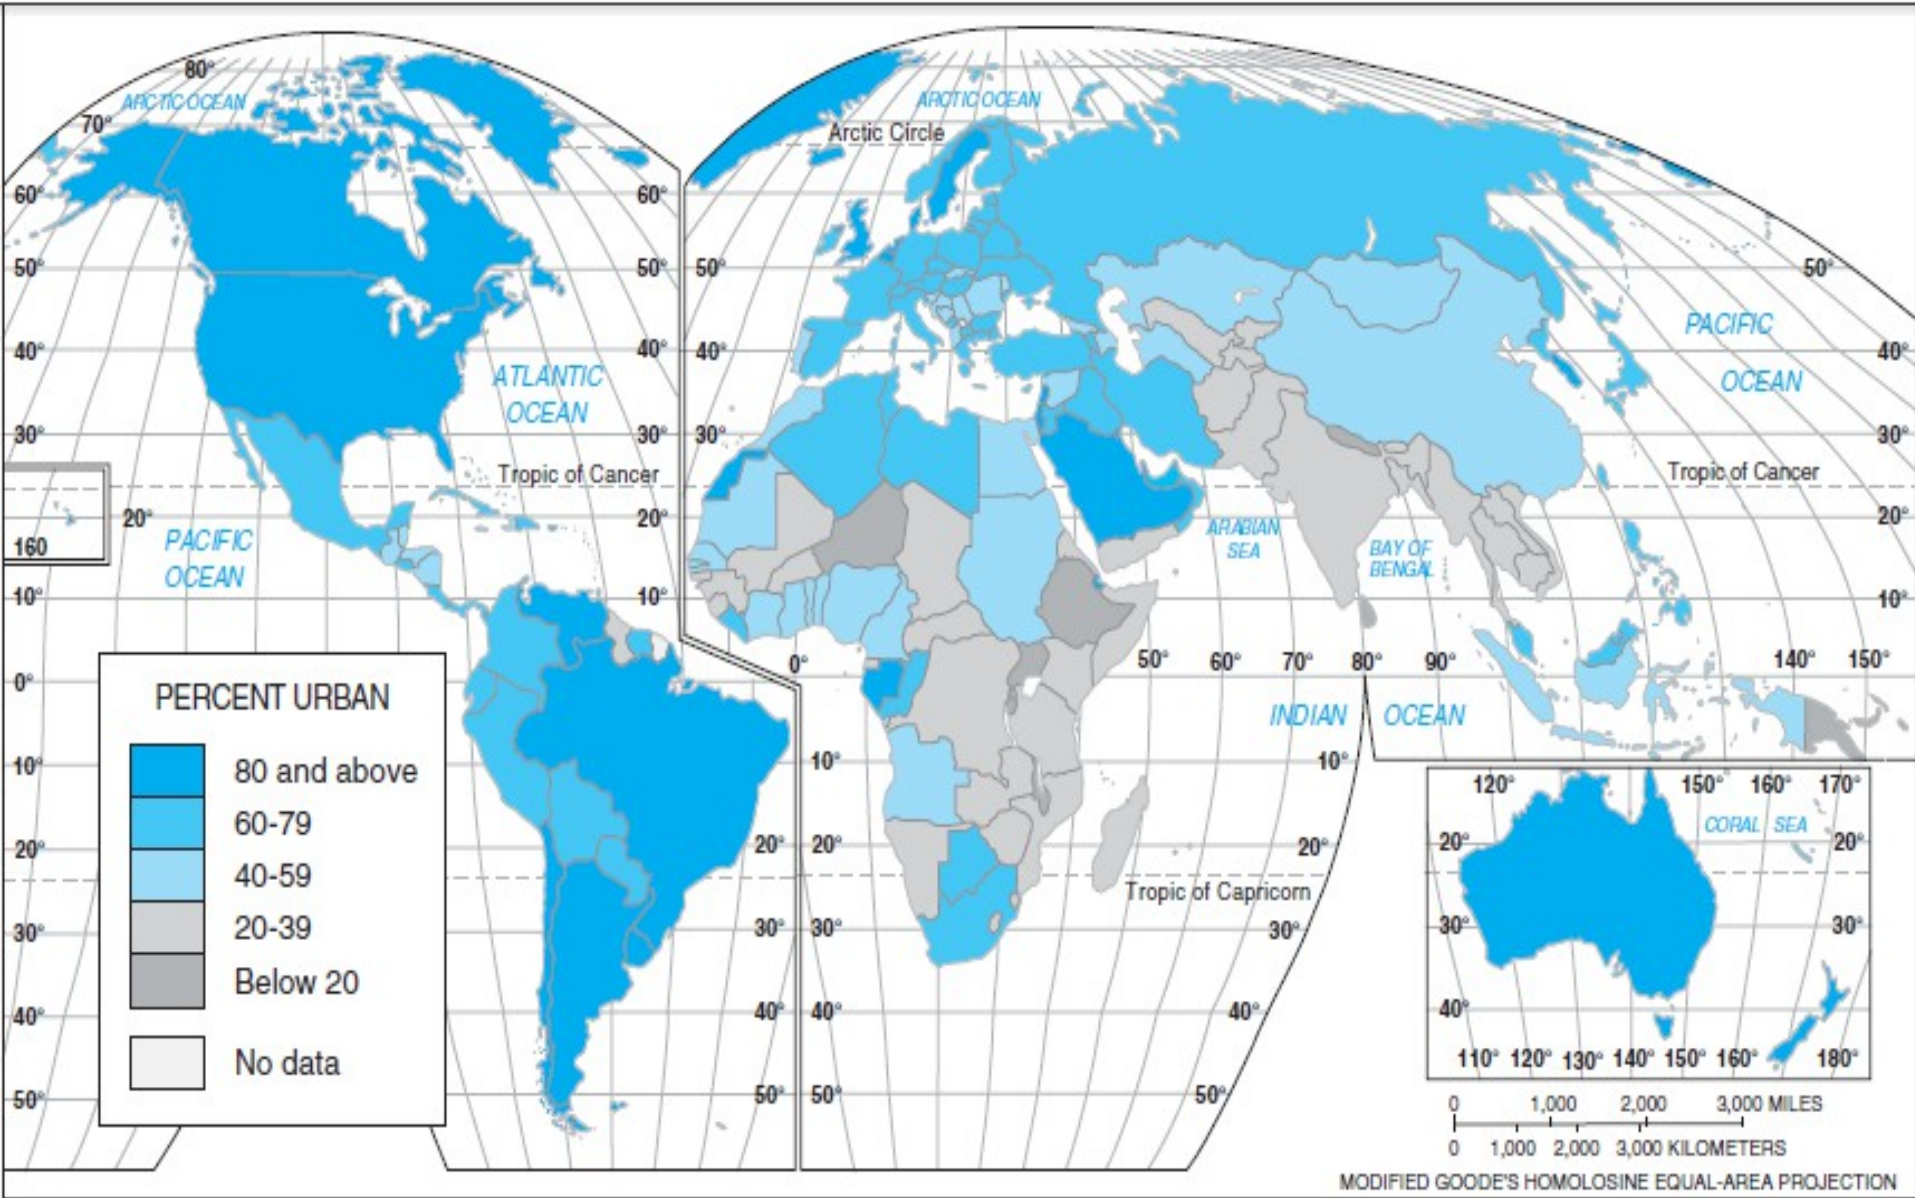 80°
ARCTIC OCEAN
70°
60°
60°
50°
50°
40°
40°
ATLANTIC
OCEAN
30°
30°
Tropic of Cancer
20°
20°
160
PACIFIC
OCEAN
10°
10°
0°
10°
20°
20°
30°
30°
40°
40°
50°
50°
PERCENT URBAN
80 and above
60-79
40-59
20-39
Below 20
No data
ARCTIC OCEAN
Arctic Circle
50°
50°
PACIFIC
OCEAN
40°
40°
30°
30°
Tropic of Cancer
20°
ARABIAN
SEA
BAY OF
BENGAL
10°
0°
50°
60°
70°
80°
90°
140°
150°
INDIAN
OCEAN
10°
10°
20°
20°
Tropic of Capricorn
30°
30°
40°
40°
50°
50°
120°
150°
160°
170°
CORAL SEA
20°
20°
30°
30°
40°
110°
120°
130°
140°
150°
160°
180°
0 1,000 2,000 3,000 MILES
0 1,000 2,000 3,000 KILOMETERS
MODIFIED GOODE'S HOMOLOSINE EQUAL-AREA PROJECTION